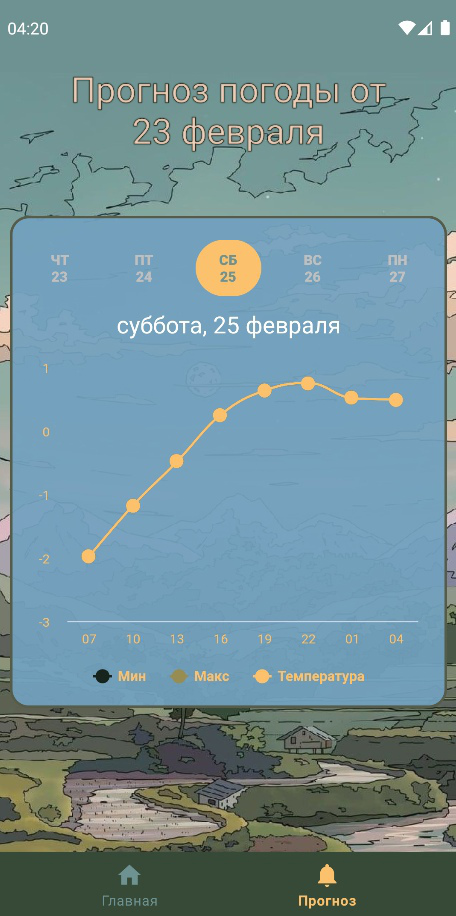 04:20
Прогноз погоды от
23 февраля
ЧТ ПТ СБ ВС ПН
23 24 25 26 27
суббота, 25 февраля
1
0
-1
-2
-3
07 10 13 16 19 22 01 04
Мин Макс Температура
Главная Прогноз